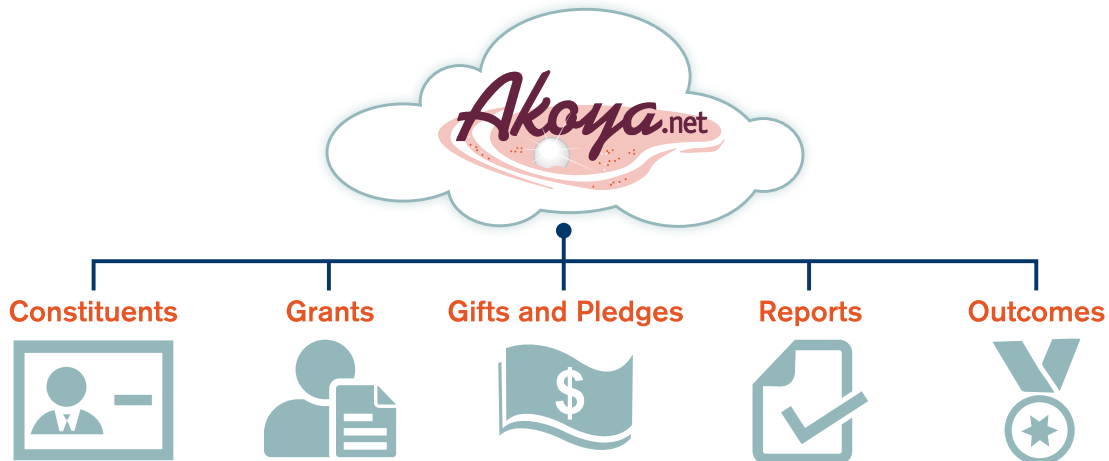 Akoya.net
Constituents
Grants
Gifts and Pledges
Reports
Outcomes
$